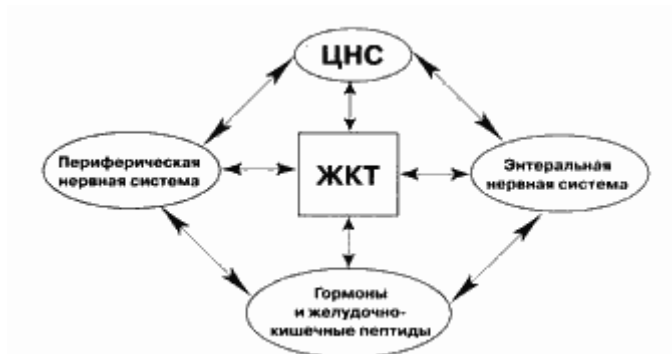 ЦНС
Периферическая
нервная система
ЖКТ
Энтеральная
нервная система
Гормоны
и желудочно-
кишечные пептиды